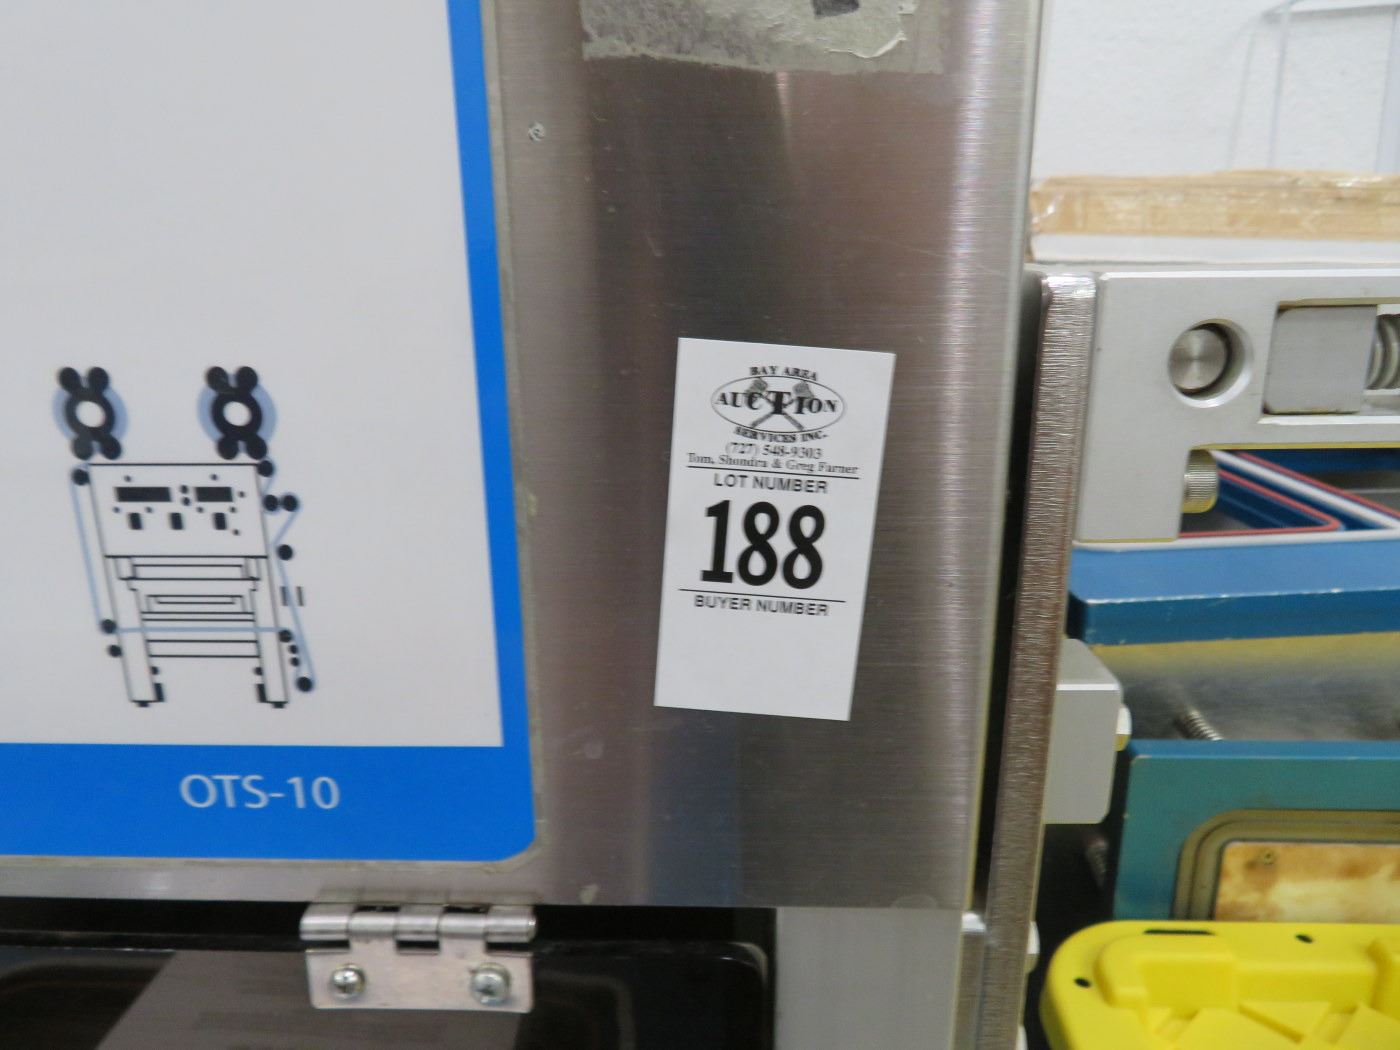 BAY AREA
AUCTION
SERVICES INC.
(727) 548-9303
Tom, Shondra & Greg Farner
LOT NUMBER
188
BUYER NUMBER
OTS-10